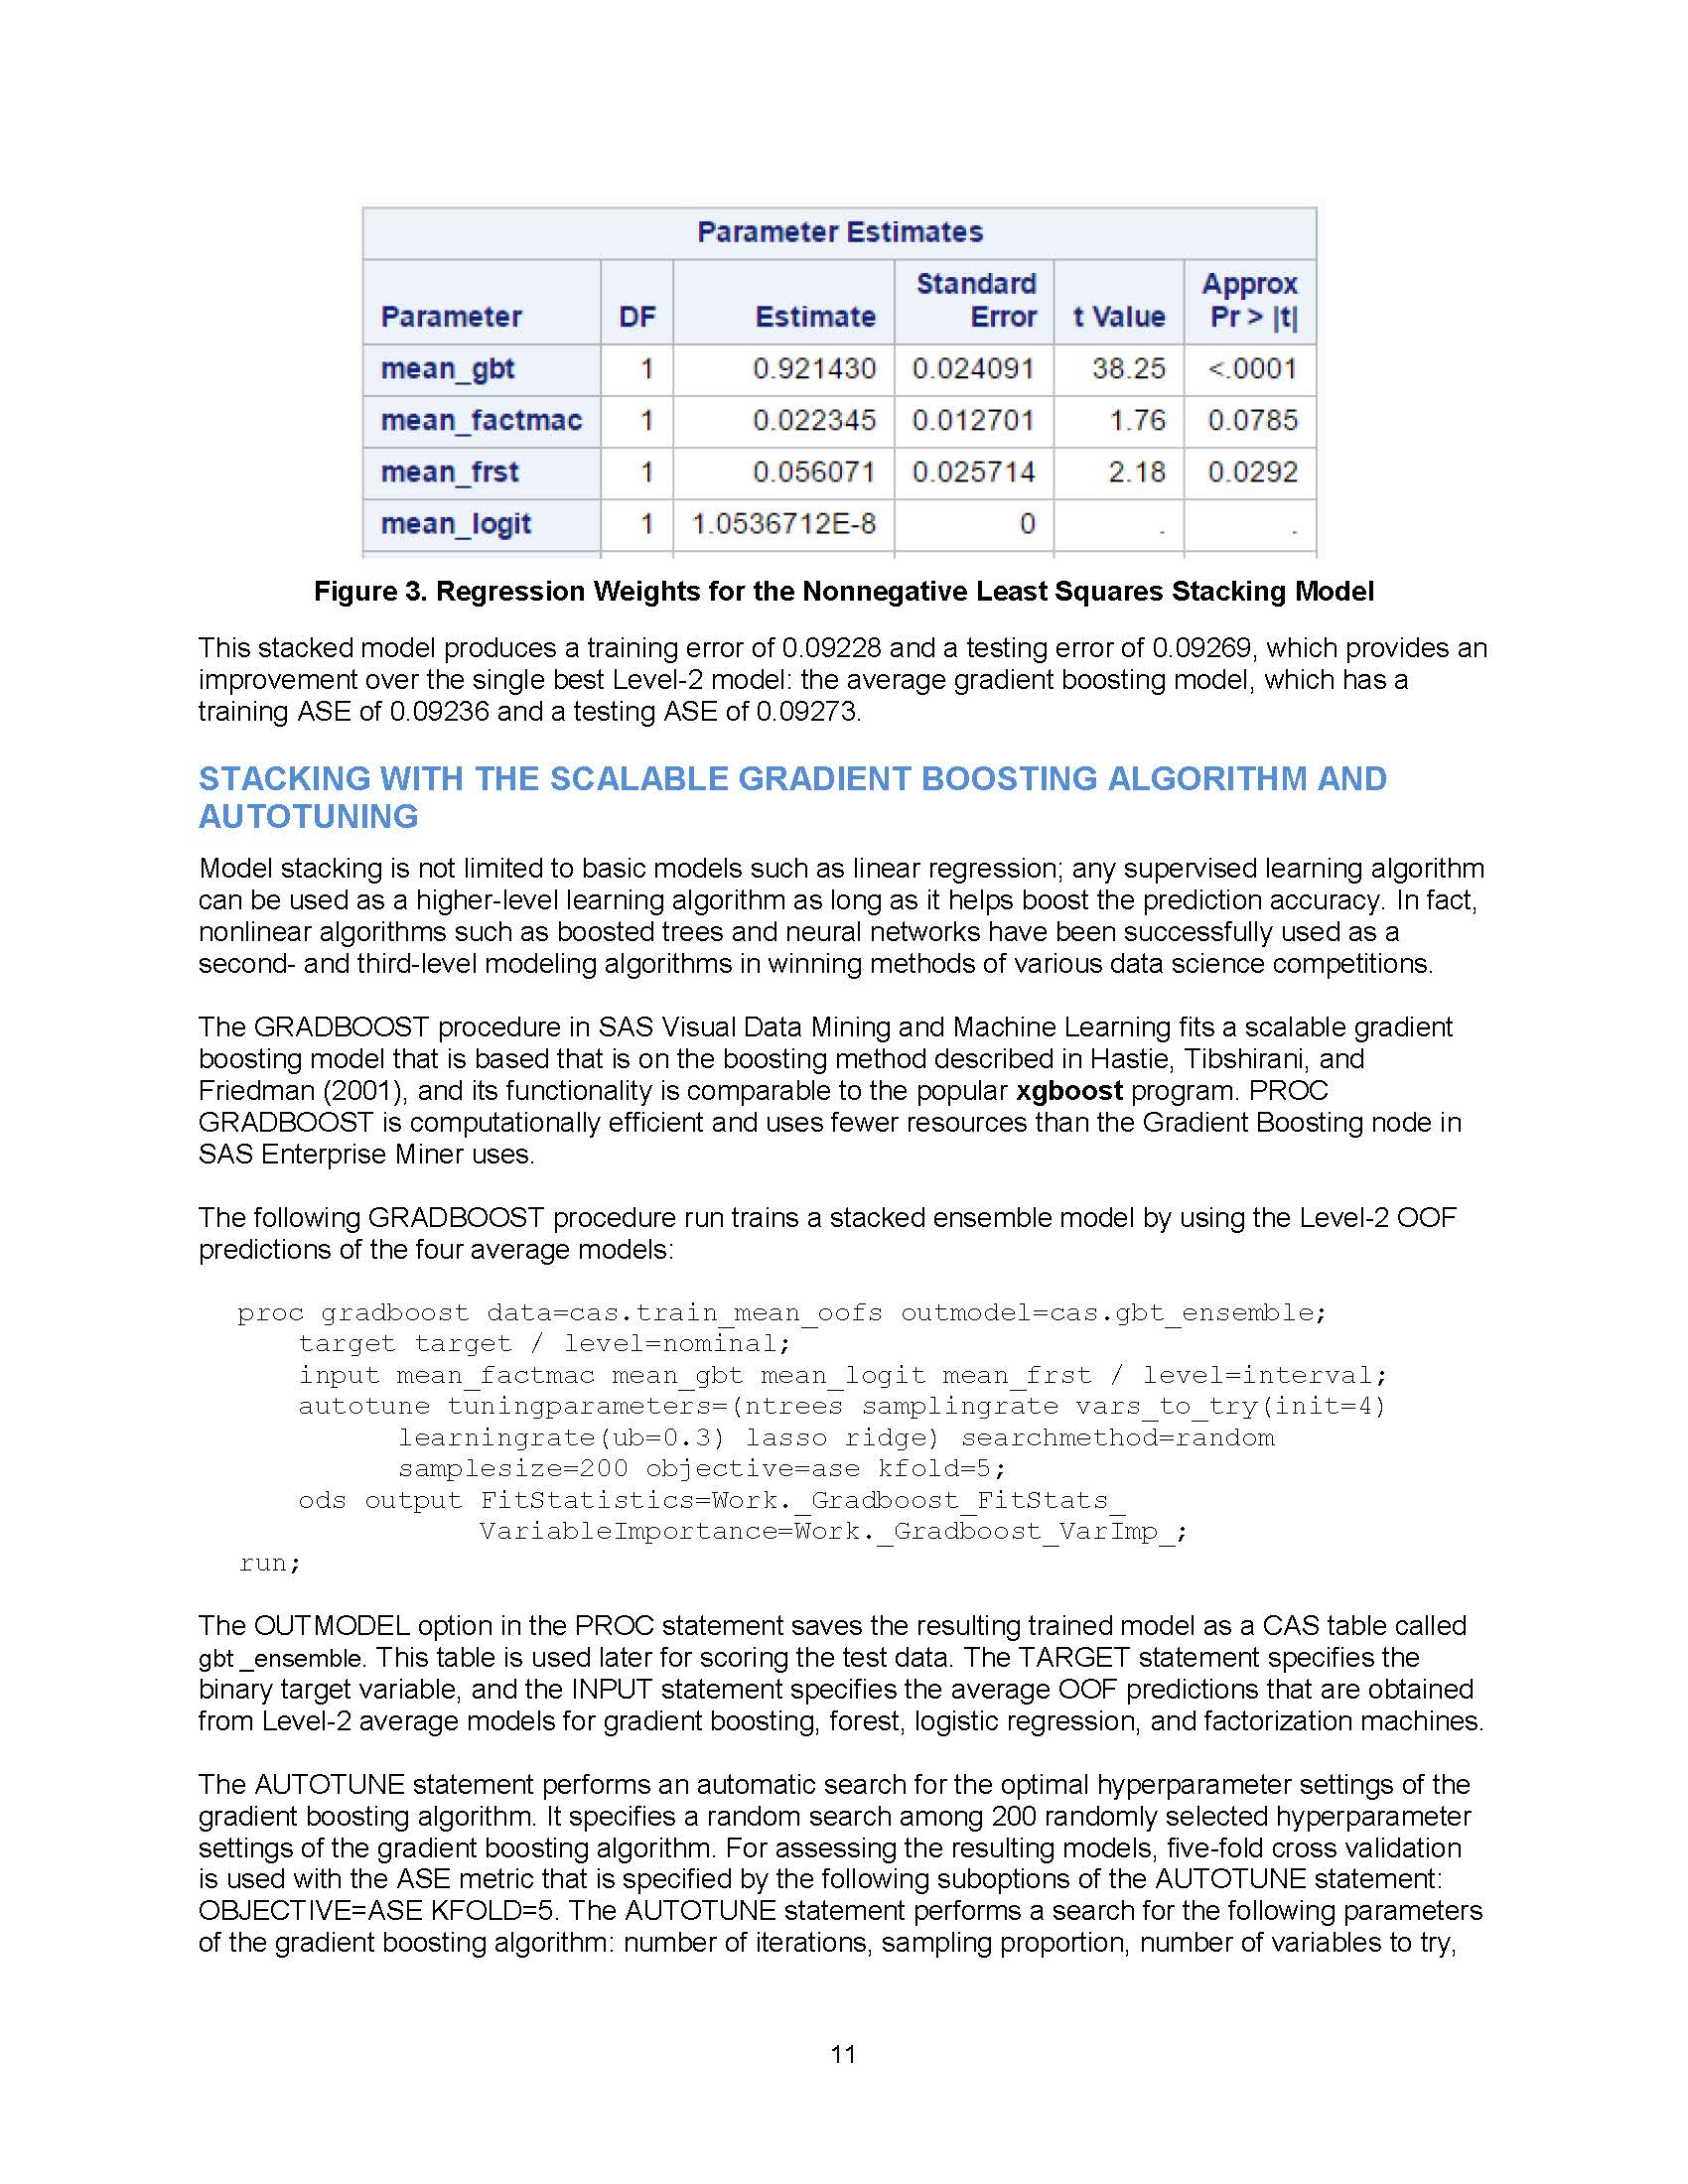 Parameter Estimates
Parameter DF Estimate Standard Error t Value Approx Pr > |t|
mean_gbt 1 0.921430 0.024091 38.25 <.0001
mean_factmac 1 0.022345 0.012701 1.76 0.0785
mean_frst 1 0.056071 0.025714 2.18 0.0292
mean_logit 1 1.0536712E-8 0 . .
Figure 3. Regression Weights for the Nonnegative Least Squares Stacking Model
This stacked model produces a training error of 0.09228 and a testing error of 0.09269, which provides an
improvement over the single best Level-2 model: the average gradient boosting model, which has a
training ASE of 0.09236 and a testing ASE of 0.09273.
STACKING WITH THE SCALABLE GRADIENT BOOSTING ALGORITHM AND
AUTOTUNING
Model stacking is not limited to basic models such as linear regression; any supervised learning algorithm
can be used as a higher-level learning algorithm as long as it helps boost the prediction accuracy. In fact,
nonlinear algorithms such as boosted trees and neural networks have been successfully used as a
second- and third-level modeling algorithms in winning methods of various data science competitions.
The GRADBOOST procedure in SAS Visual Data Mining and Machine Learning fits a scalable gradient
boosting model that is based that is on the boosting method described in Hastie, Tibshirani, and
Friedman (2001), and its functionality is comparable to the popular xgboost program. PROC
GRADBOOST is computationally efficient and uses fewer resources than the Gradient Boosting node in
SAS Enterprise Miner uses.
The following GRADBOOST procedure run trains a stacked ensemble model by using the Level-2 OOF
predictions of the four average models:
proc gradboost data=cas.train_mean_oofs outmodel=cas.gbt_ensemble;
target target / level=nominal;
input mean_factmac mean_gbt mean_logit mean_frst / level=interval;
autotune tuningparameters=(ntrees samplingrate vars_to_try(init=4)
learningrate(ub=0.3) lasso ridge) searchmethod=random
samplesize=200 objective=ase kfold=5;
ods output FitStatistics=Work._Gradboost_FitStats_
VariableImportance=Work._Gradboost_VarImp_;
run;
The OUTMODEL option in the PROC statement saves the resulting trained model as a CAS table called
gbt _ensemble. This table is used later for scoring the test data. The TARGET statement specifies the
binary target variable, and the INPUT statement specifies the average OOF predictions that are obtained
from Level-2 average models for gradient boosting, forest, logistic regression, and factorization machines.
The AUTOTUNE statement performs an automatic search for the optimal hyperparameter settings of the
gradient boosting algorithm. It specifies a random search among 200 randomly selected hyperparameter
settings of the gradient boosting algorithm. For assessing the resulting models, five-fold cross validation
is used with the ASE metric that is specified by the following suboptions of the AUTOTUNE statement:
OBJECTIVE=ASE KFOLD=5. The AUTOTUNE statement performs a search for the following parameters
of the gradient boosting algorithm: number of iterations, sampling proportion, number of variables to try,
11